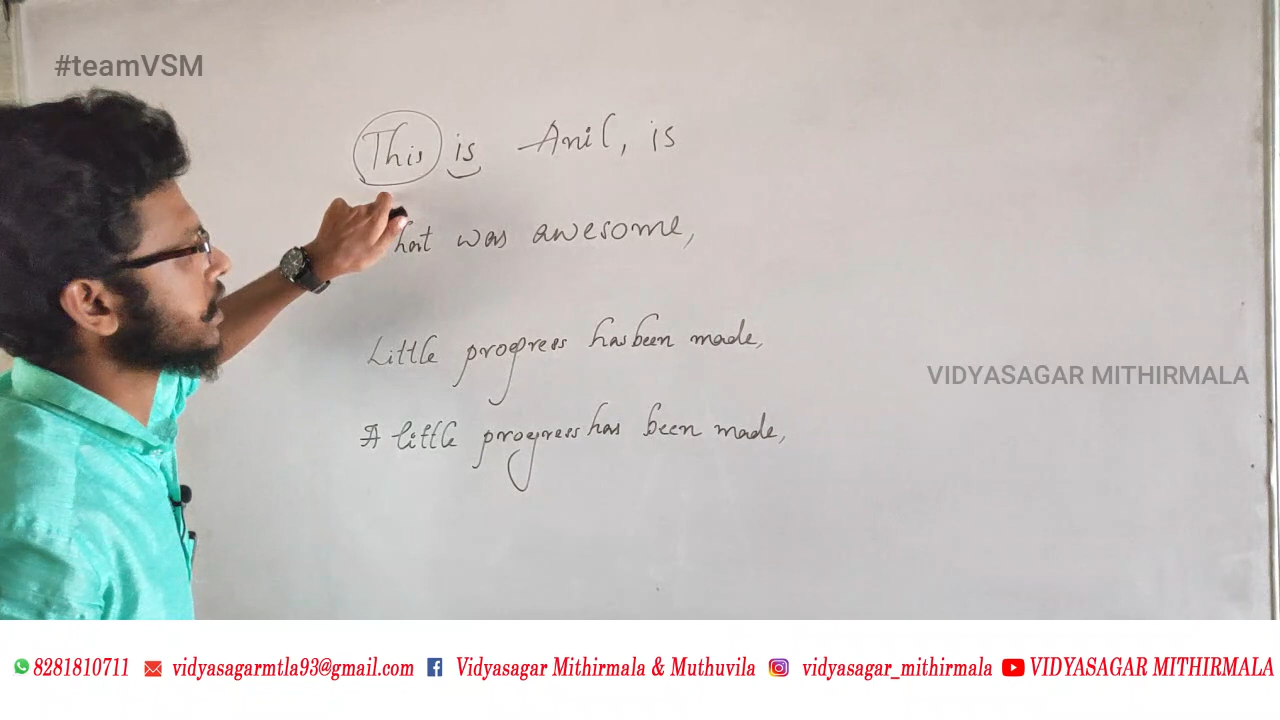 #teamVSM
This is Anil, is
hat was awesome,
Little progress has been made,
VIDYASAGAR MITHIRMALA
A little progress has been made,
8281810711 vidyasagarmtla93@gmail.com Vidyasagar Mithirmala & Muthuvila vidyasagar_mithirmala VIDYASAGAR MITHIRMALA